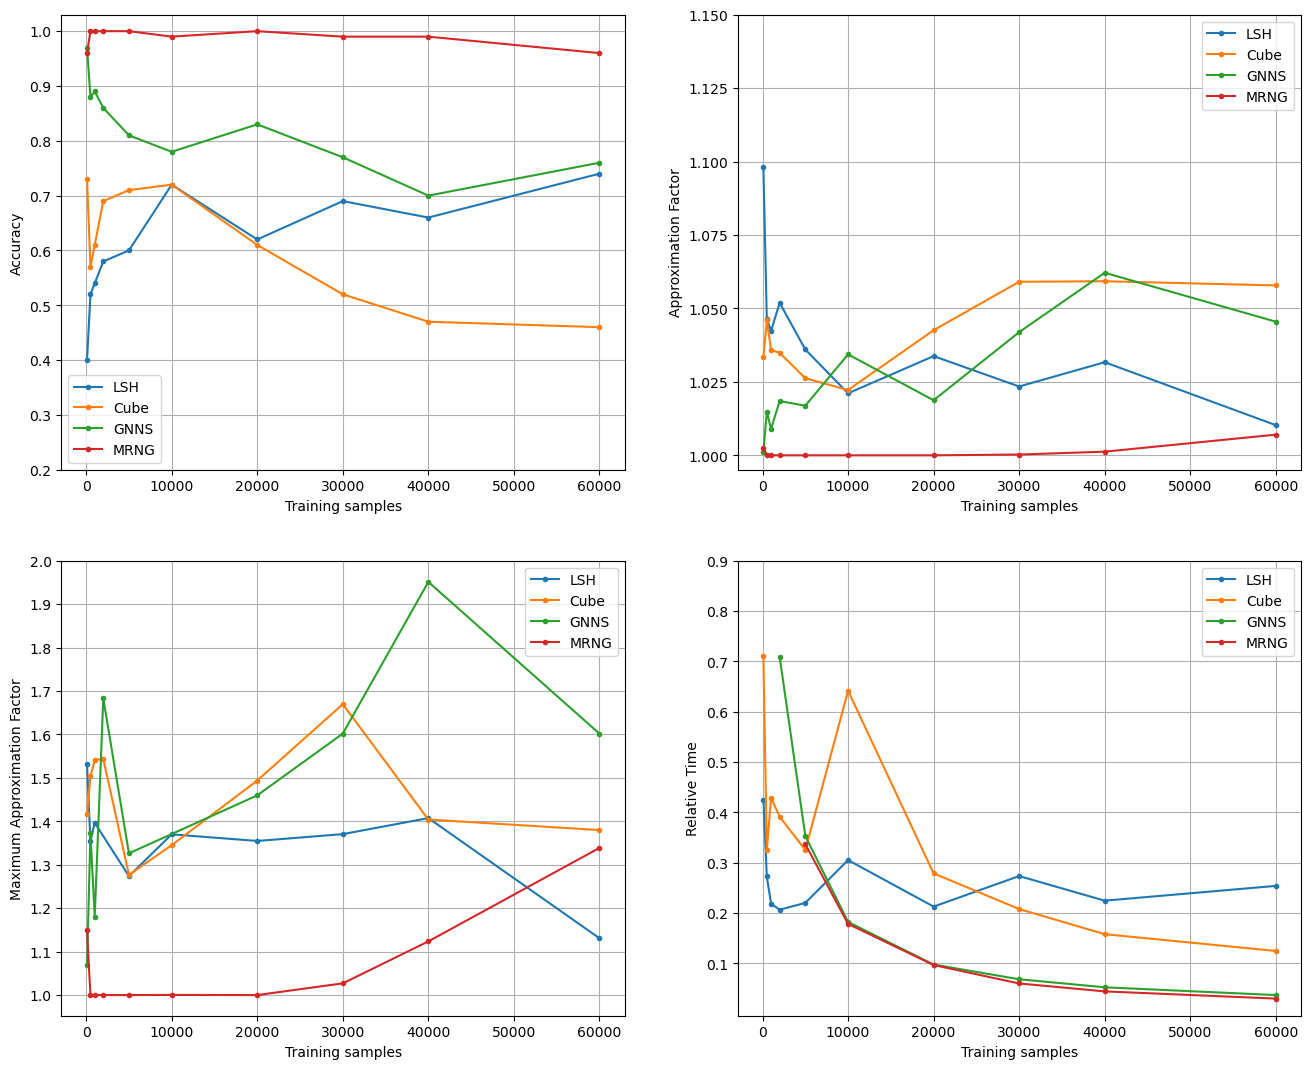 1.0
0.9
0.8
0.7
0.6
0.5
0.4
0.3
0.2
Accuracy
LSH
Cube
GNNS
MRNG
0 10000 20000 30000 40000 50000 60000
Training samples
1.150
1.125
1.100
1.075
1.050
1.025
1.000
Approximation Factor
LSH
Cube
GNNS
MRNG
0 10000 20000 30000 40000 50000 60000
Training samples
2.0
1.9
1.8
1.7
1.6
1.5
1.4
1.3
1.2
1.1
1.0
Maximum Approximation Factor
LSH
Cube
GNNS
MRNG
0 10000 20000 30000 40000 50000 60000
Training samples
0.9
0.8
0.7
0.6
0.5
0.4
0.3
0.2
0.1
Relative Time
LSH
Cube
GNNS
MRNG
0 10000 20000 30000 40000 50000 60000
Training samples